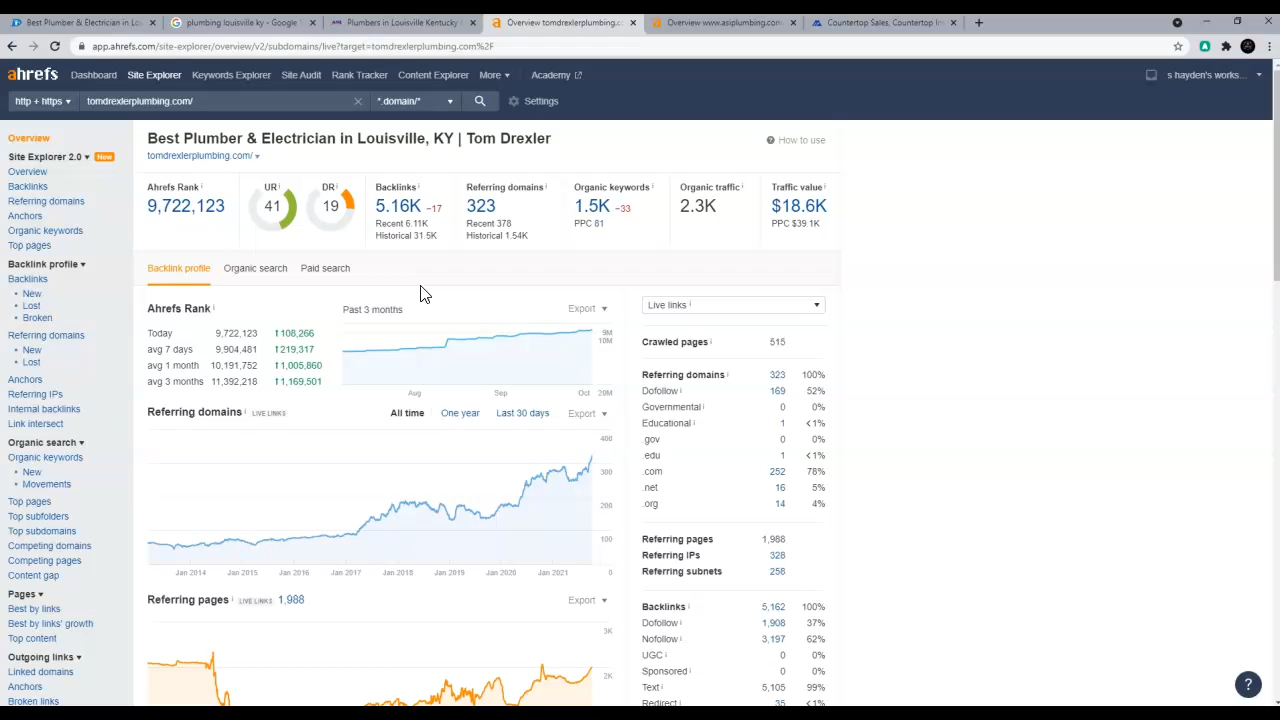 Best Plumber & Electrician in Lou
plumbing louisville ky - Google S
Plumbers in Louisville Kentucky
Overview tomdrexlerplumbing.c
Overview www.asiplumbing.com
Countertop Sales, Countertop In
app.ahrefs.com/site-explorer/overview/v2/subdomains/live?target=tomdrexlerplumbing.com%2F
ahrefs Dashboard Site Explorer Keywords Explorer Site Audit Rank Tracker Content Explorer More Academy s hayden's works...
http + https tomdrexlerplumbing.com/ *.domain/* Settings
Overview
Site Explorer 2.0 New
Overview
Backlinks
Referring domains
Anchors
Organic keywords
Top pages
Backlink profile
Backlinks
New
Lost
Broken
Referring domains
New
Lost
Anchors
Referring IPs
Internal backlinks
Link intersect
Organic search
Organic keywords
New
Movements
Top pages
Top subfolders
Top subdomains
Competing domains
Competing pages
Content gap
Pages
Best by links
Best by links' growth
Top content
Outgoing links
Linked domains
Anchors
Broken links
Best Plumber & Electrician in Louisville, KY | Tom Drexler
How to use
tomdrexlerplumbing.com/
Ahrefs Rank UR DR Backlinks Referring domains Organic keywords Organic traffic Traffic value
9,722,123 41 19 5.16K –17 323 1.5K –33 2.3K $18.6K
Recent 6.11K Recent 378 PPC 81 PPC $39.1K
Historical 31.5K Historical 1.54K
Backlink profile Organic search Paid search
Ahrefs Rank Past 3 months Export
Today 9,722,123 ↑108,266
avg 7 days 9,904,481 ↑219,317
avg 1 month 10,191,752 ↑1,005,860
avg 3 months 11,392,218 ↑1,169,501
9M
10M
Aug Sep Oct 20M
Referring domains LIVE LINKS All time One year Last 30 days Export
400
300
200
100
Jan 2014 Jan 2015 Jan 2016 Jan 2017 Jan 2018 Jan 2019 Jan 2020 Jan 2021 0
Referring pages LIVE LINKS 1,988 Export
3K
2K
Live links
Crawled pages 515
Referring domains 323 100%
Dofollow 169 52%
Governmental 0 0%
Educational 1 <1%
.gov 0 0%
.edu 1 <1%
.com 252 78%
.net 16 5%
.org 14 4%
Referring pages 1,988
Referring IPs 328
Referring subnets 258
Backlinks 5,162 100%
Dofollow 1,908 37%
Nofollow 3,197 62%
UGC 0 0%
Sponsored 0 0%
Text 5,105 99%
Redirect 35 <1%
?